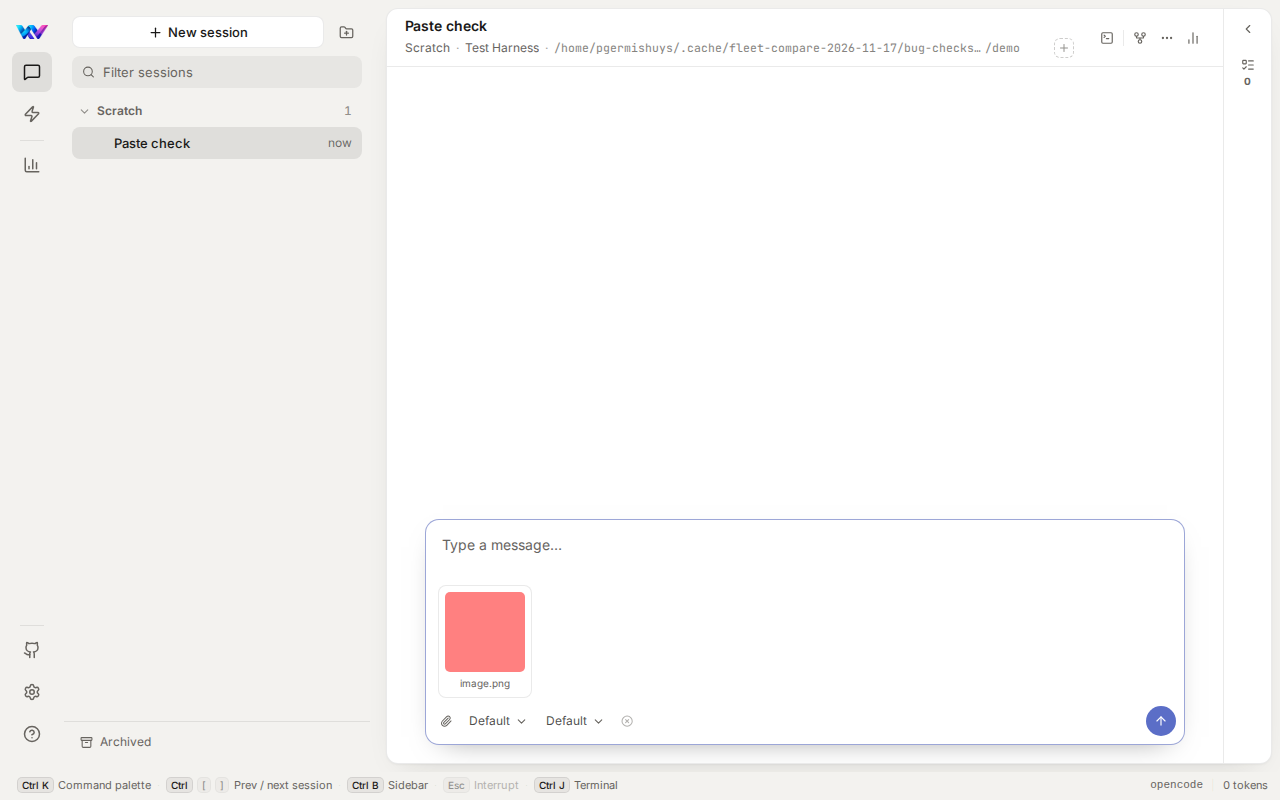 New session
Filter sessions
Scratch 1
Paste check now
Archived
Paste check
Scratch · Test Harness · /home/pgermishuys/.cache/fleet-compare-2026-11-17/bug-checks… /demo
0
Type a message...
image.png
Default Default
Ctrl K Command palette Ctrl [ ] Prev / next session Ctrl B Sidebar Esc Interrupt Ctrl J Terminal opencode 0 tokens